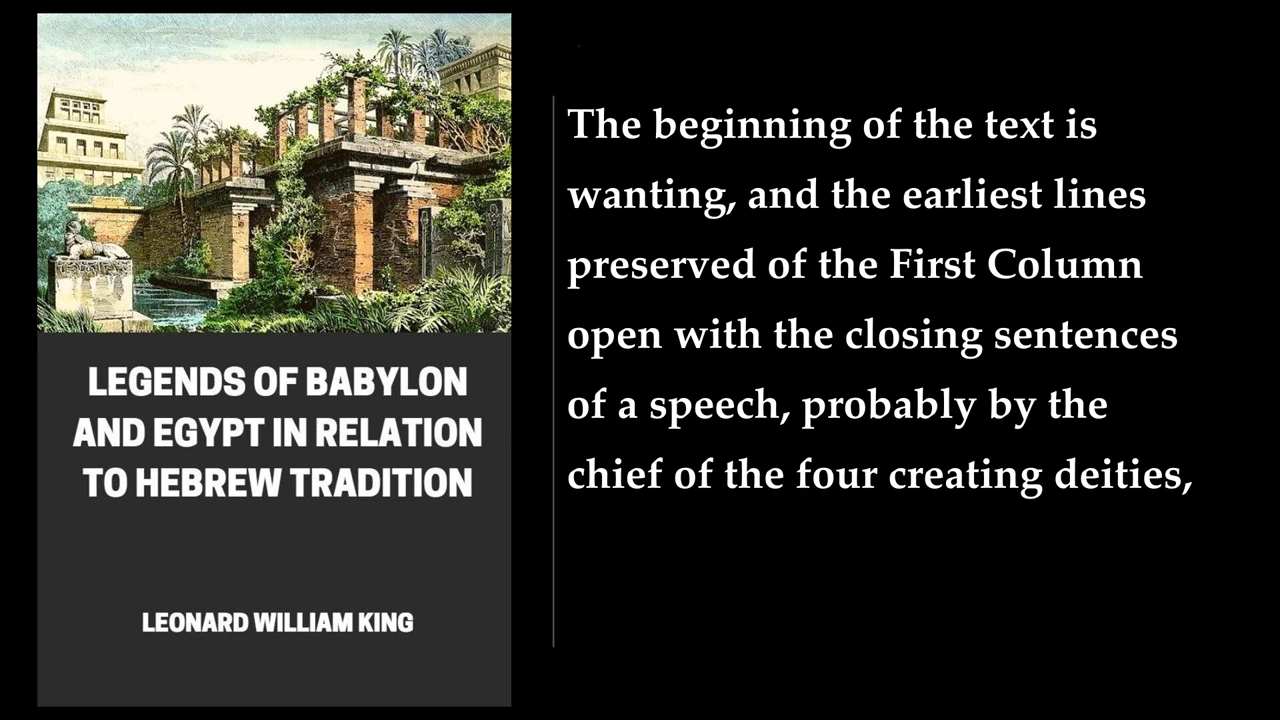 LEGENDS OF BABYLON
AND EGYPT IN RELATION
TO HEBREW TRADITION
LEONARD WILLIAM KING
The beginning of the text is
wanting, and the earliest lines
preserved of the First Column
open with the closing sentences
of a speech, probably by the
chief of the four creating deities,